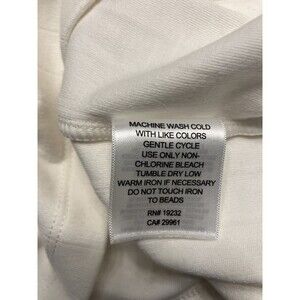 MACHINE WASH COLD
WITH LIKE COLORS
GENTLE CYCLE
USE ONLY NON-
CHLORINE BLEACH
TUMBLE DRY LOW
WARM IRON IF NECESSARY
DO NOT TOUCH IRON
TO BEADS
RN# 19232
CA# 29961